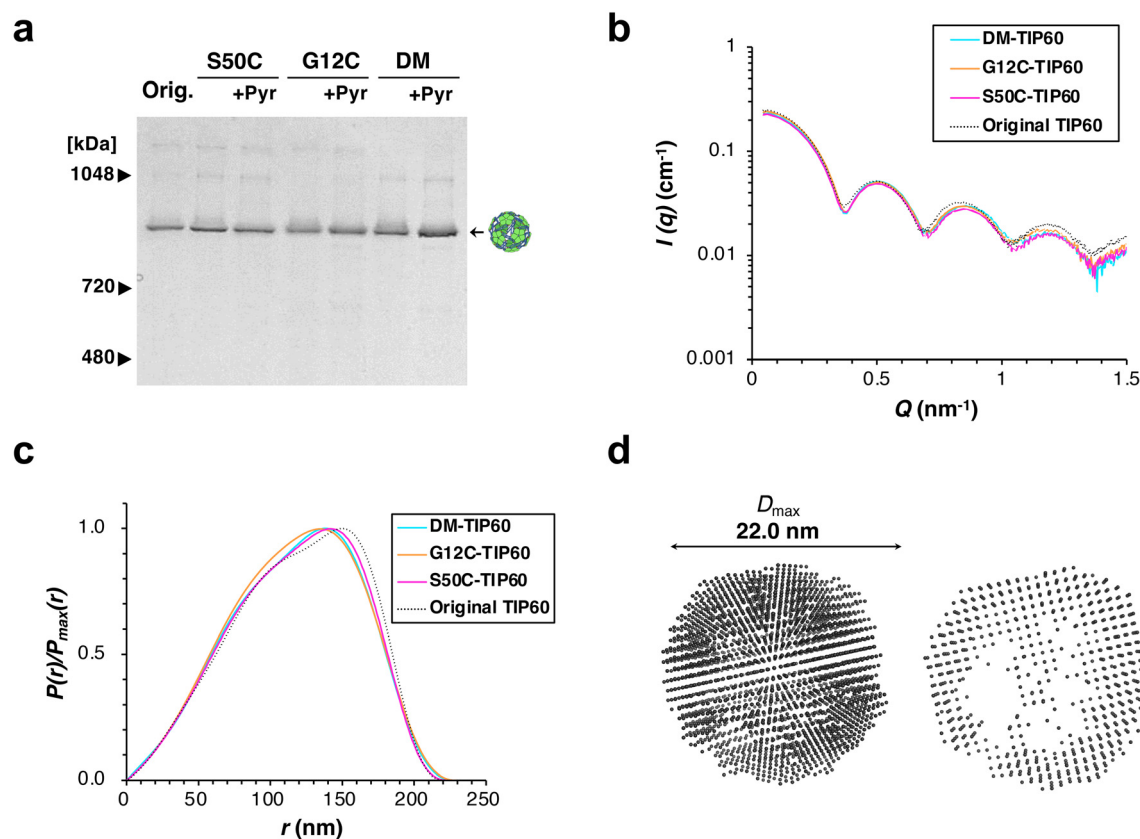 a
S50C G12C DM
Orig. +Pyr +Pyr +Pyr
[kDa]
1048
720
480
b
DM-TIP60
G12C-TIP60
S50C-TIP60
Original TIP60
1
0.1
0.01
0.001
I (q) (cm-1)
0 0.5 1 1.5
Q (nm-1)
c
DM-TIP60
G12C-TIP60
S50C-TIP60
Original TIP60
1.0
0.5
0.0
P(r)/Pmax(r)
0 50 100 150 200 250
r (nm)
d
Dmax
22.0 nm